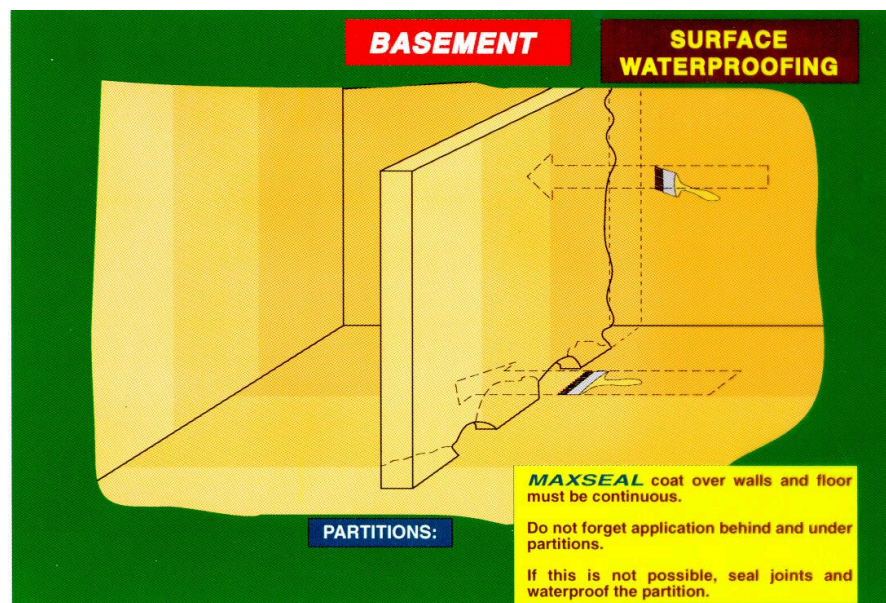 BASEMENT
SURFACE
WATERPROOFING
PARTITIONS:
MAXSEAL coat over walls and floor
must be continuous.
Do not forget application behind and under
partitions.
If this is not possible, seal joints and
waterproof the partition.